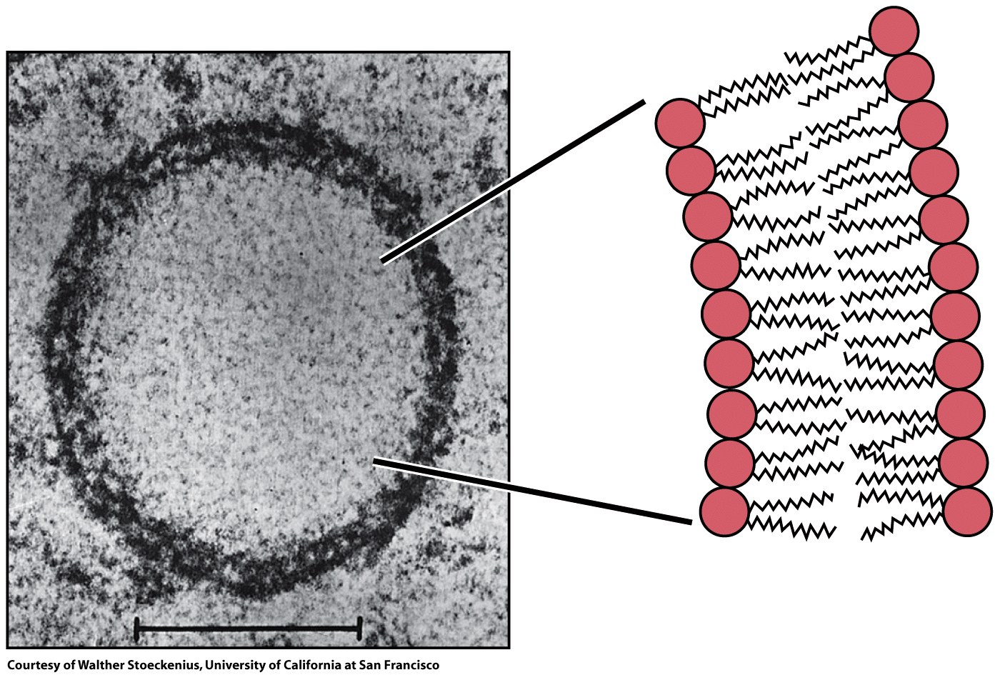 Courtesy of Walther Stoeckenius, University of California at San Francisco